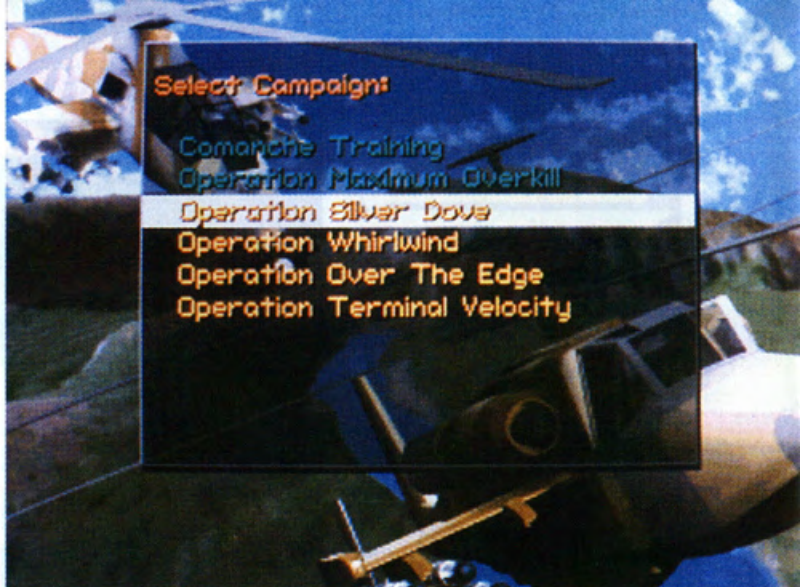 Select Campaign:
Comanche Training
Operation Maximum Overkill
Operation Silver Dove
Operation Whirlwind
Operation Over The Edge
Operation Terminal Velocity